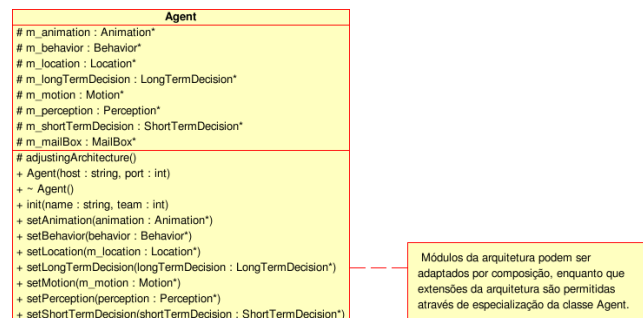 Agent
# m_animation : Animation*
# m_behavior : Behavior*
# m_location : Location*
# m_longTermDecision : LongTermDecision*
# m_motion : Motion*
# m_perception : Perception*
# m_shortTermDecision : ShortTermDecision*
# m_mailBox : MailBox*
# adjustingArchitecture()
+ Agent(host : string, port : int)
+ ~ Agent()
+ init(name : string, team : int)
+ setAnimation(animation : Animation*)
+ setBehavior(behavior : Behavior*)
+ setLocation(m_location : Location*)
+ setLongTermDecision(longTermDecision : LongTermDecision*)
+ setMotion(m_motion : Motion*)
+ setPerception(perception : Perception*)
+ setShortTermDecision(shortTermDecision : ShortTermDecision*)
Módulos da arquitetura podem ser
adaptados por composição, enquanto que
extensões da arquitetura são permitidas
através de especialização da classe Agent.